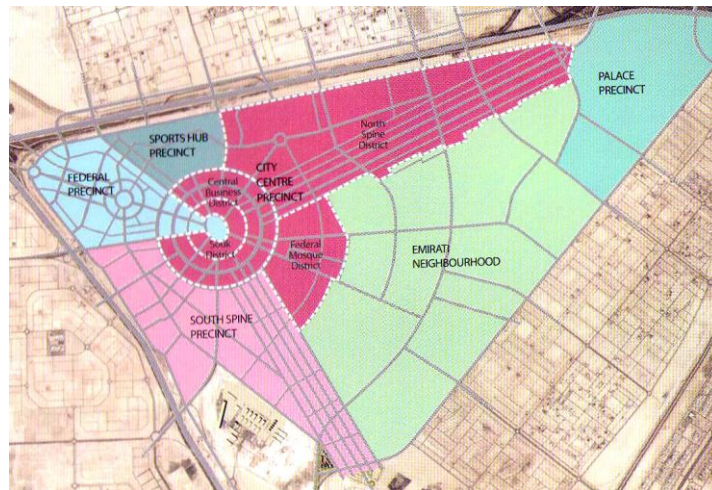 PALACE
PRECINCT
SPORTS HUB
PRECINCT
North
Spine
District
FEDERAL
PRECINCT
CITY
CENTRE
PRECINCT
Central
Business
District
Souk
District
Federal
Mosque
District
EMIRATI
NEIGHBOURHOOD
SOUTH SPINE
PRECINCT